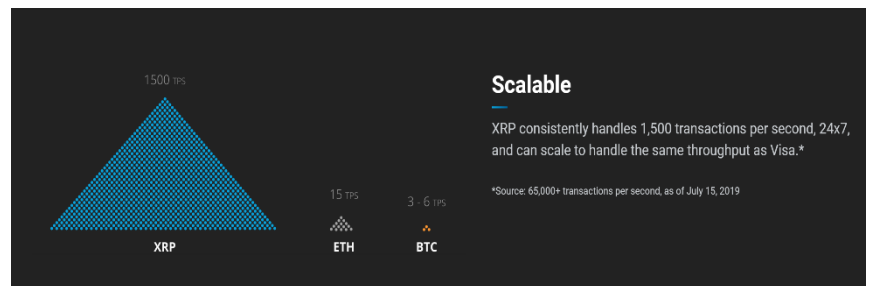 1500 TPS
15 TPS
3 - 6 TPS
XRP
ETH
BTC
Scalable
XRP consistently handles 1,500 transactions per second, 24x7,
and can scale to handle the same throughput as Visa.*
*Source: 65,000+ transactions per second, as of July 15, 2019